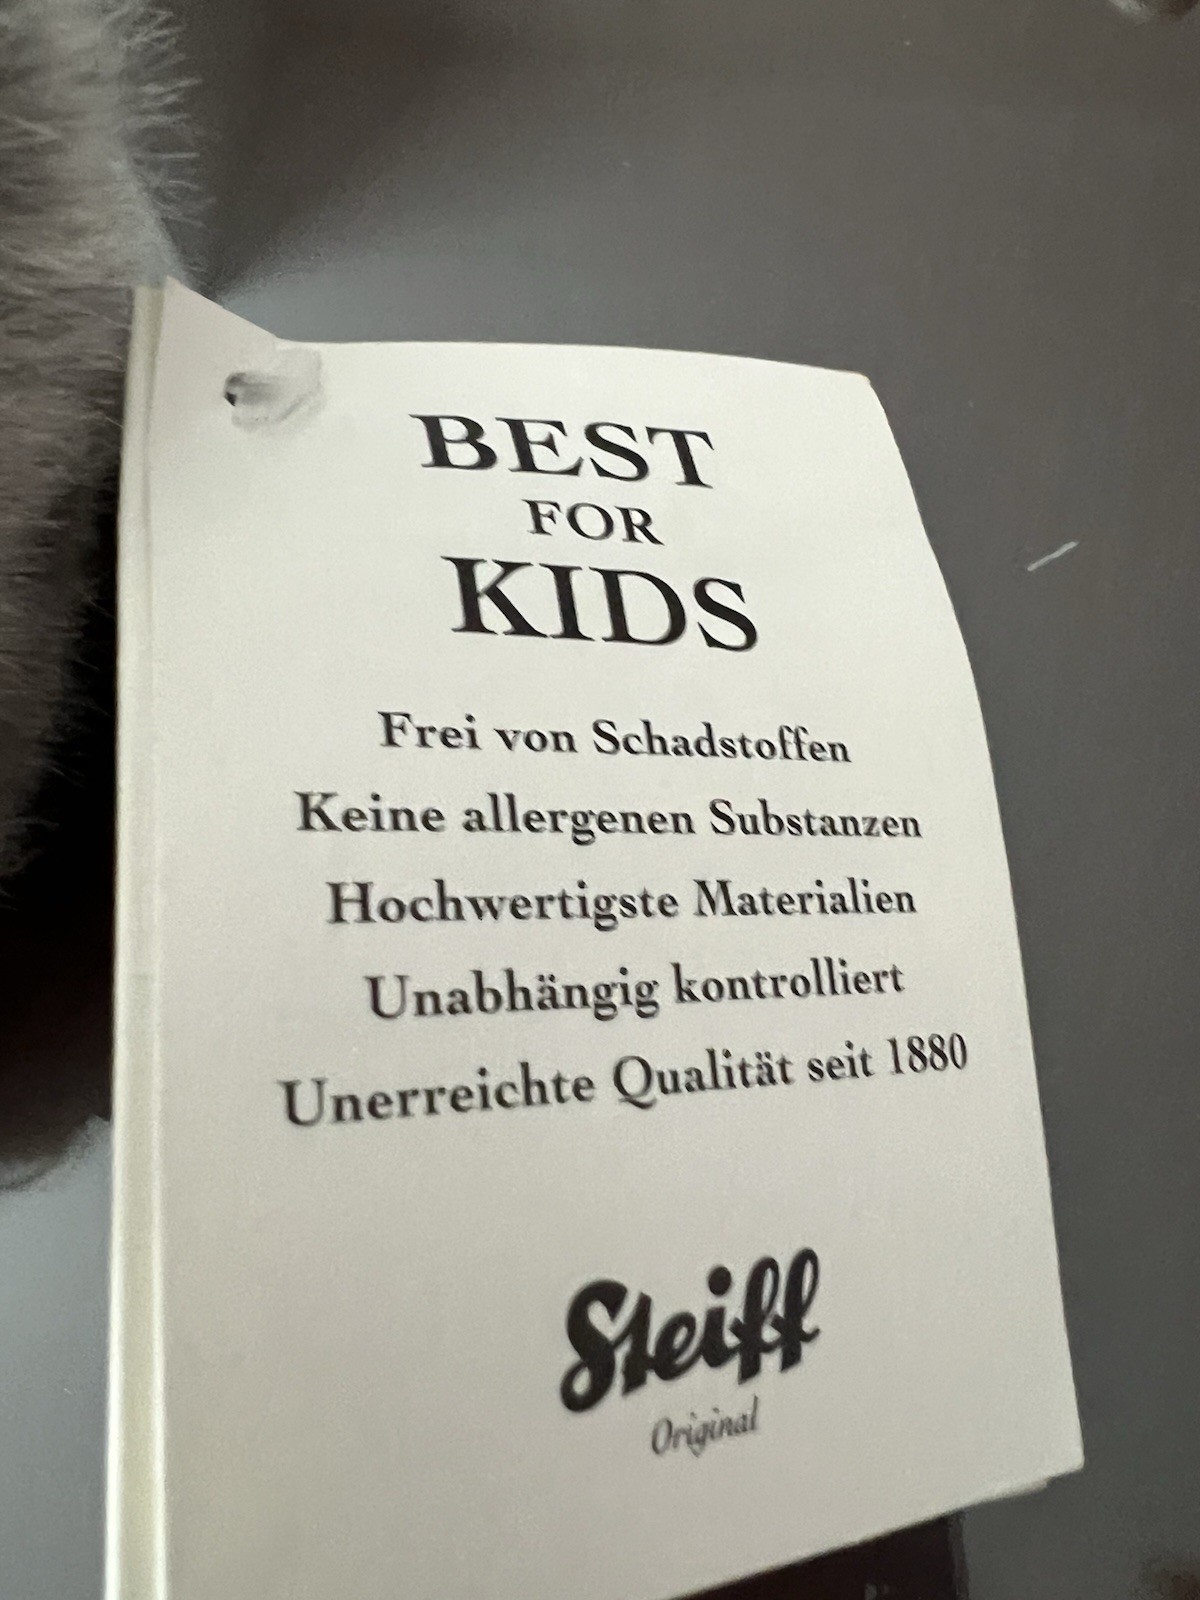 BEST
FOR
KIDS
Frei von Schadstoffen
Keine allergenen Substanzen
Hochwertigste Materialien
Unabhängig kontrolliert
Unerreichte Qualität seit 1880
Steiff
Original